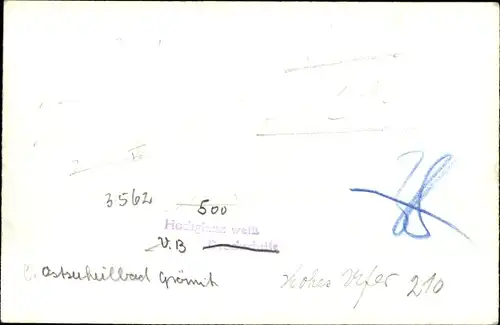 3562
500
Hochglanz weiß
V.B
Ostseeheilbad Grömitz
Hohes Ufer 210